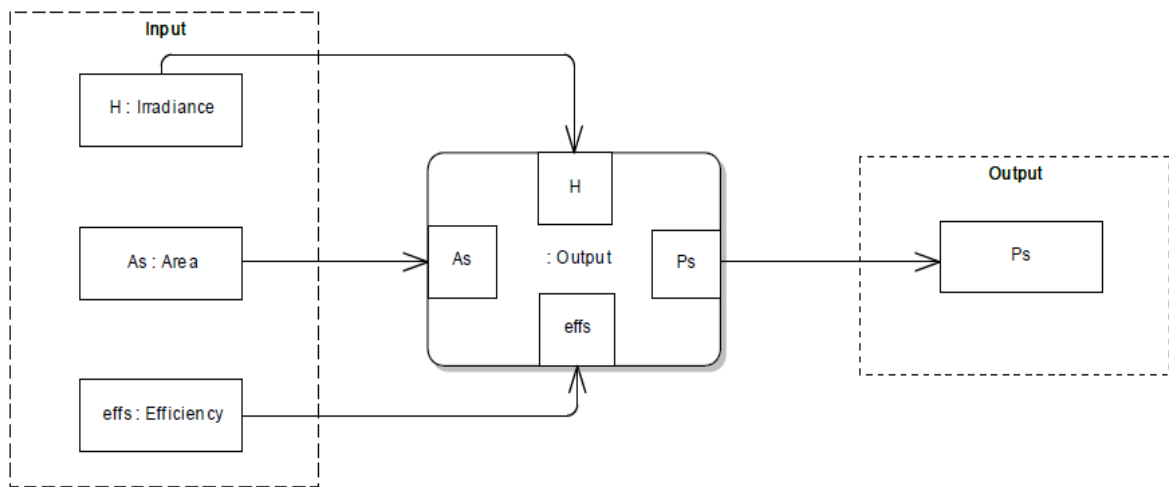 Input
H : Irradiance
As : Area
effs : Efficiency
H
As
: Output
Ps
effs
Output
Ps